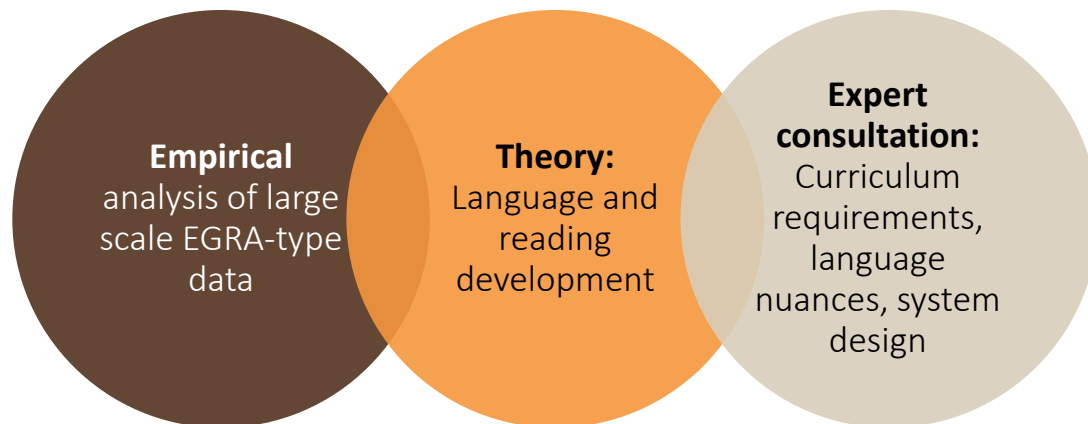 Empirical
analysis of large
scale EGRA-type
data
Theory:
Language and
reading
development
Expert
consultation:
Curriculum
requirements,
language
nuances, system
design